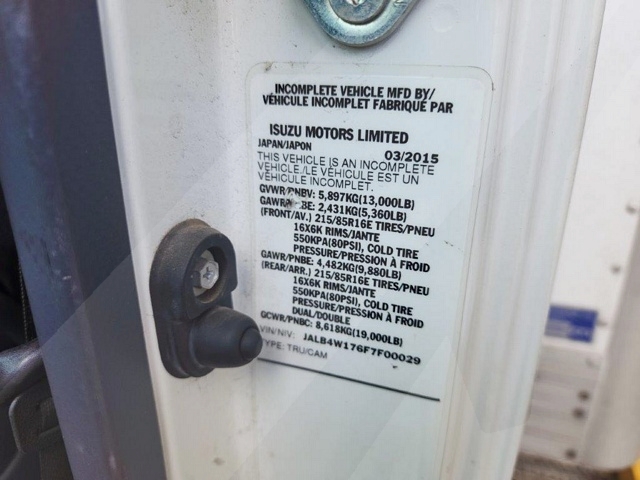 INCOMPLETE VEHICLE MFD BY/
VÉHICULE INCOMPLET FABRIQUÉ PAR
ISUZU MOTORS LIMITED
JAPAN/JAPON 03/2015
THIS VEHICLE IS AN INCOMPLETE
VEHICLE./LE VÉHICULE EST UN
VÉHICULE INCOMPLET.
GVWR/PNBV: 5,897KG(13,000LB)
2,431KG(5,360LB)
(FRONT/AV.) 215/85R16E TIRES/PNEU
16X6K RIMS/JANTE
550KPA(80PSI), COLD TIRE
PRESSURE/PRESSION À FROID
GAWR/PNBE: 4,482KG(9,880LB)
(REAR/ARR.) 215/85R16E TIRES/PNEU
16X6K RIMS/JANTE
550KPA(80PSI), COLD TIRE
PRESSURE/PRESSION À FROID
DUAL/DOUBLE
GCWR/PNBC: 8,618KG(19,000LB)
VIN/NIV: JALB4W176F7F00029
TYPE: TRU/CAM